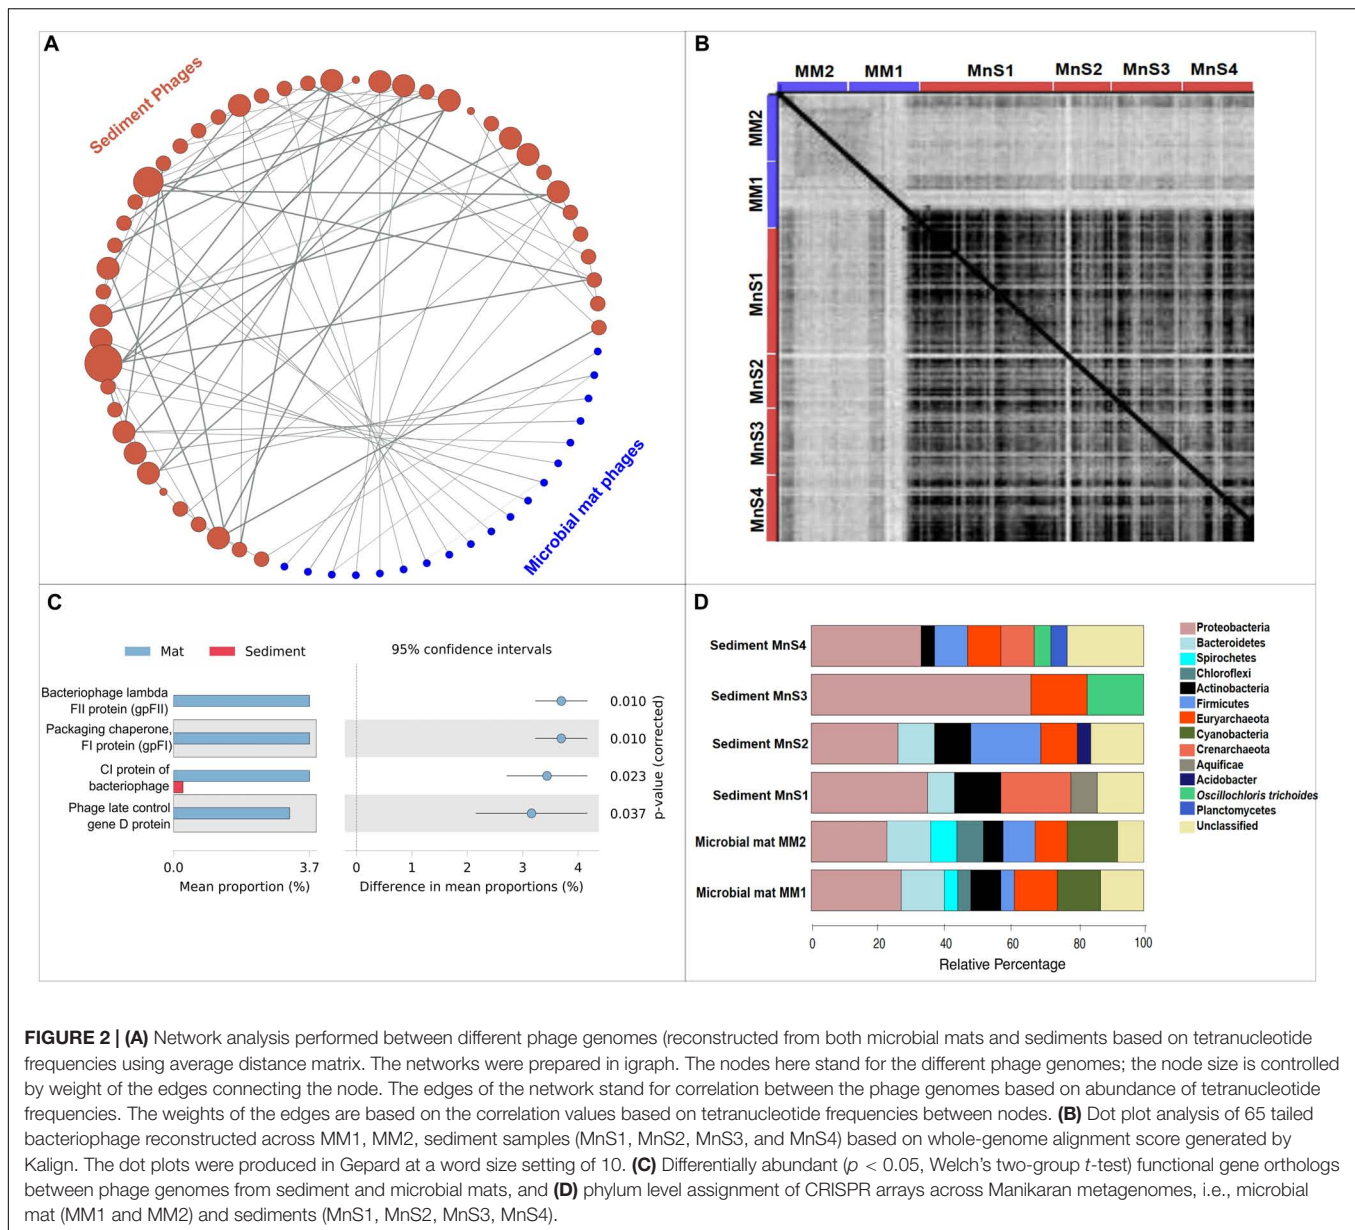 A
Sediment Phages
Microbial mat phages
B
MM2 MM1 MnS1 MnS2 MnS3 MnS4
MM2
MM1
MnS1
MnS2
MnS3
MnS4
C
Mat Sediment
95% confidence intervals
Bacteriophage lambda
FII protein (gpFII)
0.010
Packaging chaperone,
FI protein (gpFI)
0.010
CI protein of
bacteriophage
0.023
Phage late control
gene D protein
0.037
p-value (corrected)
0.0 3.7
Mean proportion (%)
0 1 2 3 4
Difference in mean proportions (%)
D
Sediment MnS4
Sediment MnS3
Sediment MnS2
Sediment MnS1
Microbial mat MM2
Microbial mat MM1
0 20 40 60 80 100
Relative Percentage
Proteobacteria
Bacteroidetes
Spirochetes
Chloroflexi
Actinobacteria
Firmicutes
Euryarchaeota
Cyanobacteria
Crenarchaeota
Aquificae
Acidobacter
Oscillochloris trichoides
Planctomycetes
Unclassified
FIGURE 2 | (A) Network analysis performed between different phage genomes (reconstructed from both microbial mats and sediments based on tetranucleotide
frequencies using average distance matrix. The networks were prepared in igraph. The nodes here stand for the different phage genomes; the node size is controlled
by weight of the edges connecting the node. The edges of the network stand for correlation between the phage genomes based on abundance of tetranucleotide
frequencies. The weights of the edges are based on the correlation values based on tetranucleotide frequencies between nodes. (B) Dot plot analysis of 65 tailed
bacteriophage reconstructed across MM1, MM2, sediment samples (MnS1, MnS2, MnS3, and MnS4) based on whole-genome alignment score generated by
Kalign. The dot plots were produced in Gepard at a word size setting of 10. (C) Differentially abundant (p < 0.05, Welch's two-group t-test) functional gene orthologs
between phage genomes from sediment and microbial mats, and (D) phylum level assignment of CRISPR arrays across Manikaran metagenomes, i.e., microbial
mat (MM1 and MM2) and sediments (MnS1, MnS2, MnS3, MnS4).